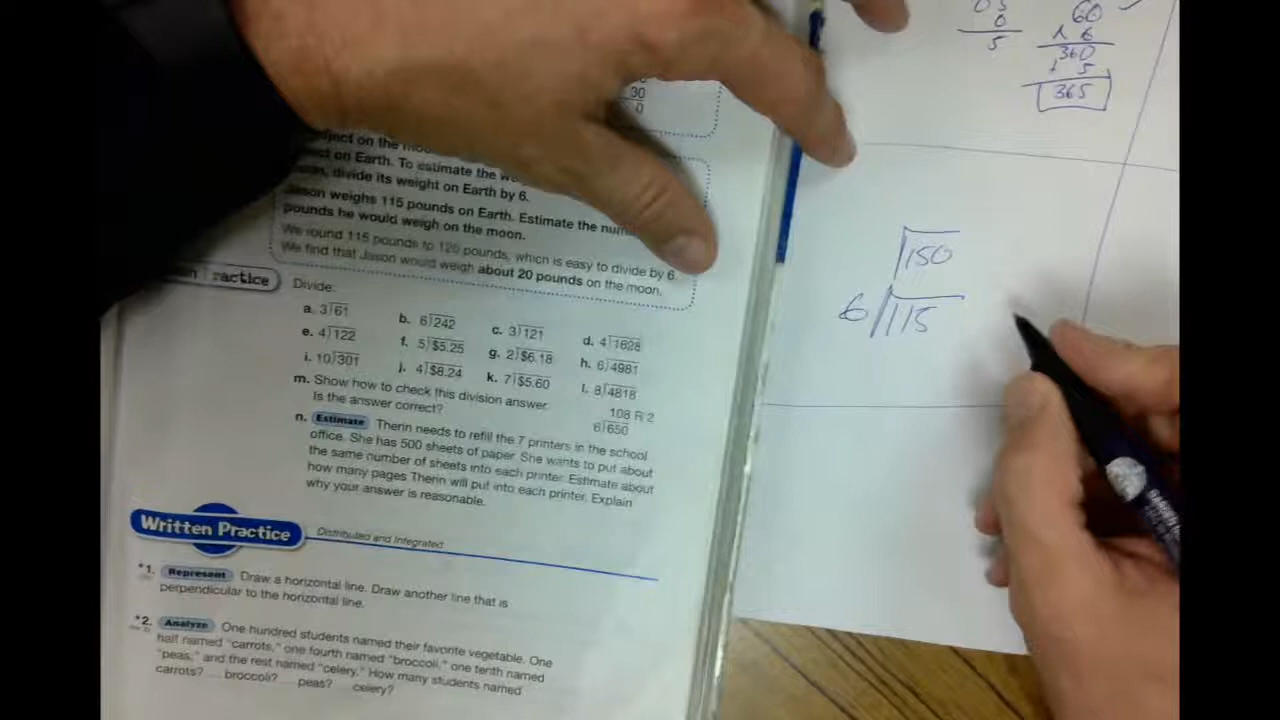 30
0
object on the
on Earth. To estimate the
divide its weight on Earth by 6.
Jason weighs 115 pounds on Earth. Estimate the
pounds he would weigh on the moon.
We round 115 pounds to 120 pounds, which is easy to divide by 6.
We find that Jason would weigh about 20 pounds on the moon.
Practice
Divide:
a. 3)61
b. 6)242
c. 3)121
d. 4)1628
e. 4)122
f. 5)$5.25
g. 2)$6.18
h. 6)4981
i. 10)301
j. 4)$8.24
k. 7)$5.60
l. 8)4818
m. Show how to check this division answer.
Is the answer correct?
108 R 2
6)650
n. Estimate Therin needs to refill the 7 printers in the school
office. She has 500 sheets of paper. She wants to put about
the same number of sheets into each printer. Estimate about
how many pages Therin will put into each printer. Explain
why your answer is reasonable.
Written Practice
Distributed and Integrated
*1. Represent Draw a horizontal line. Draw another line that is
perpendicular to the horizontal line.
*2. Analyze One hundred students named their favorite vegetable. One
half named "carrots," one fourth named "broccoli," one tenth named
"peas," and the rest named "celery." How many students named
carrots? broccoli? peas? celery?
05
0
5
60
x 6
360
+ 5
365
150
6)115